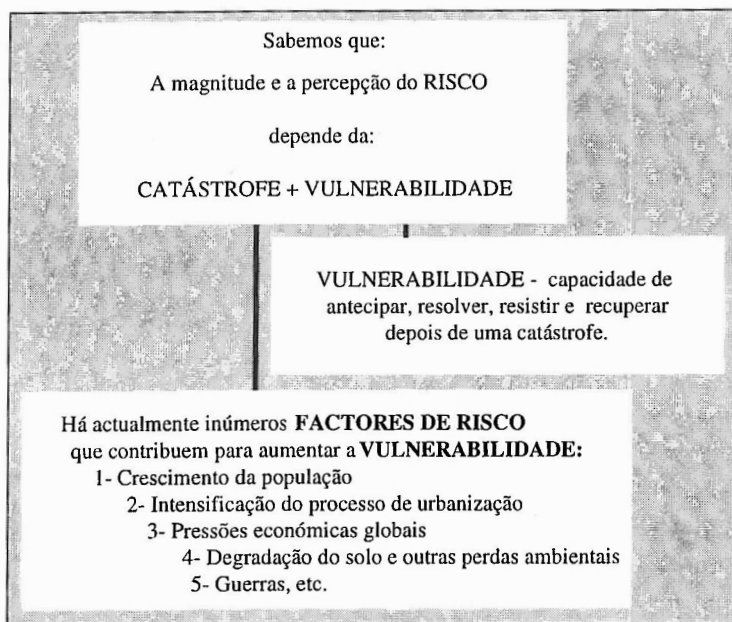 Sabemos que:
A magnitude e a percepção do RISCO
depende da:
CATÁSTROFE + VULNERABILIDADE
VULNERABILIDADE - capacidade de
antecipar, resolver, resistir e recuperar
depois de uma catástrofe.
Há actualmente inúmeros FACTORES DE RISCO
que contribuem para aumentar a VULNERABILIDADE:
1- Crescimento da população
2- Intensificação do processo de urbanização
3- Pressões económicas globais
4- Degradação do solo e outras perdas ambientais
5- Guerras, etc.